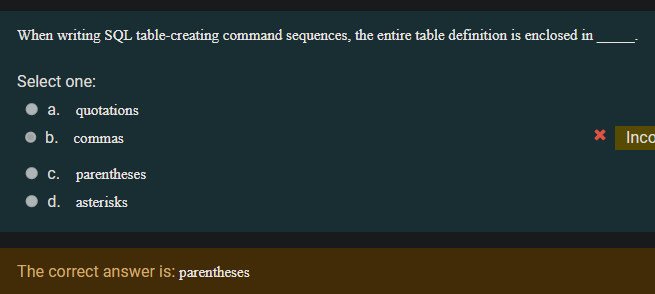 When writing SQL table-creating command sequences, the entire table definition is enclosed in _____.
Select one:
a. quotations
b. commas
Inco
c. parentheses
d. asterisks
The correct answer is: parentheses